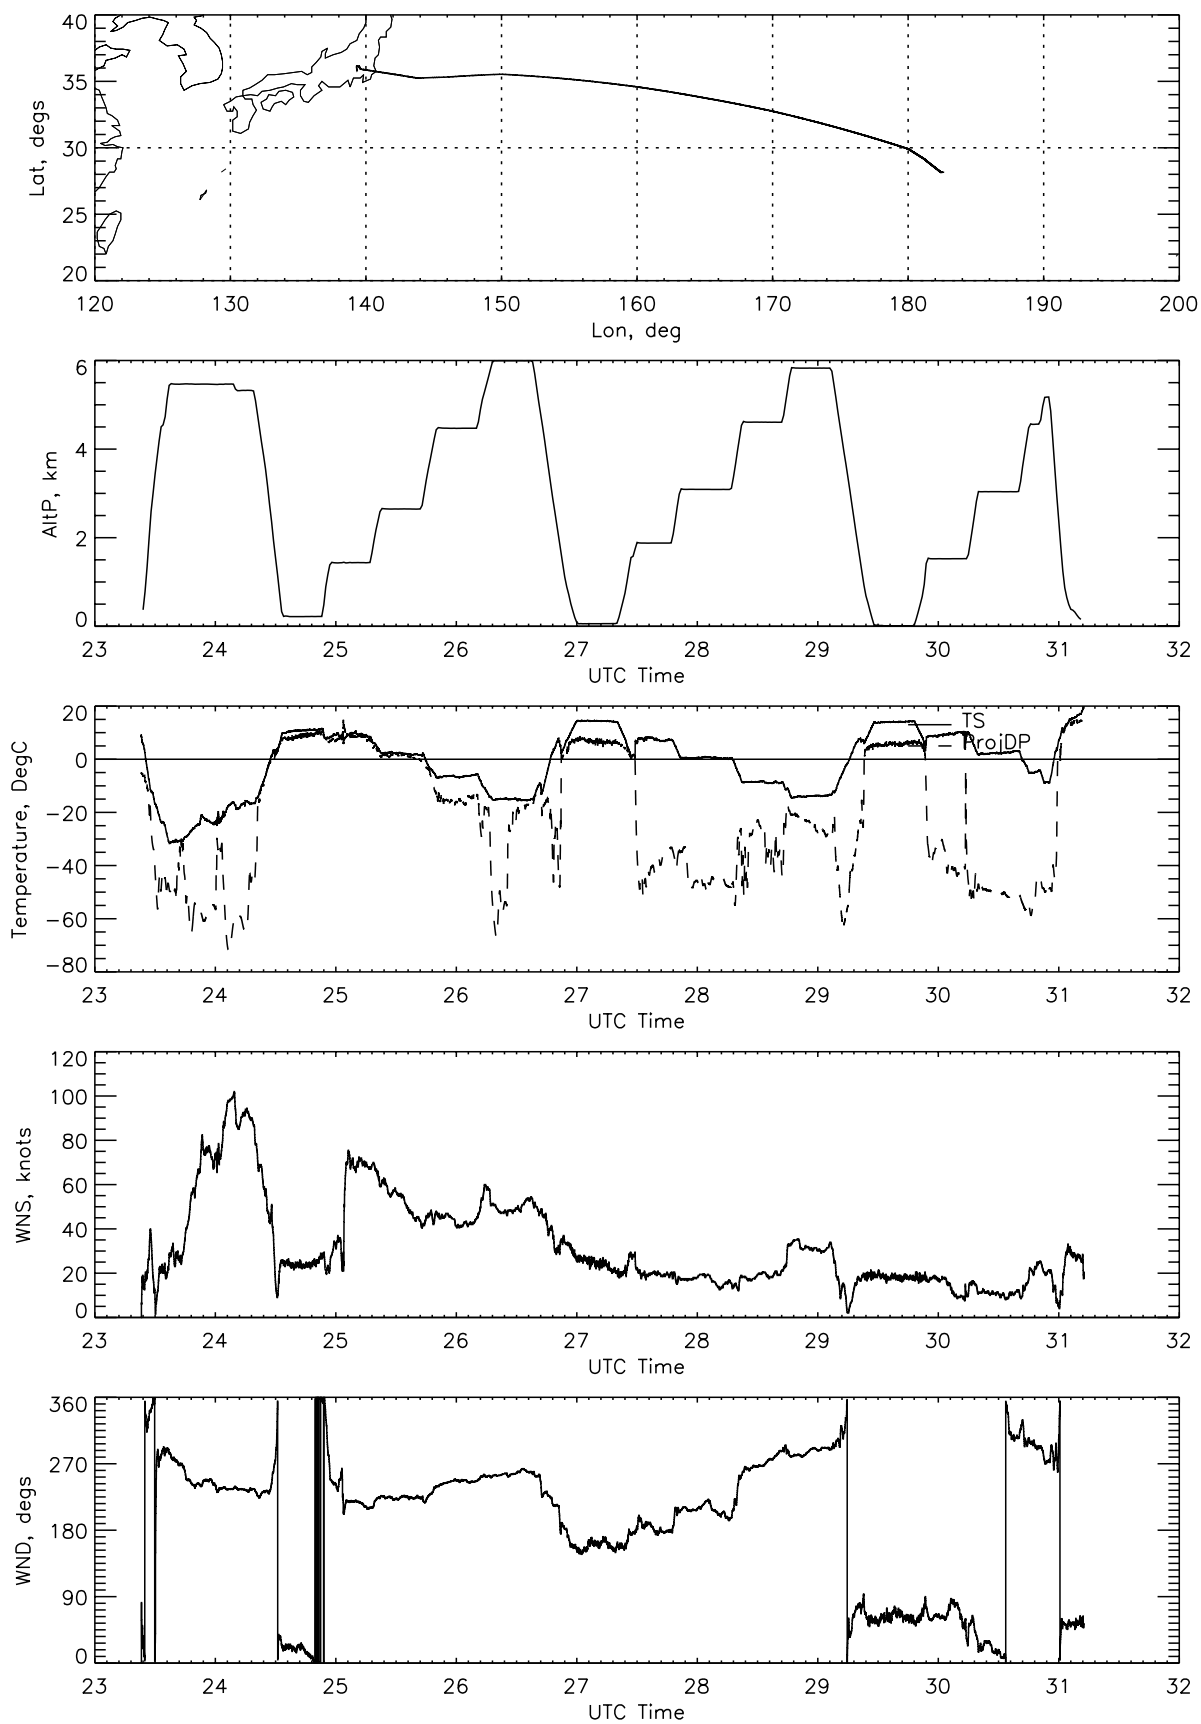 40
35
30
25
20
Lat, degs
120 130 140 150 160 170 180 190 200
Lon, deg
6
4
2
0
AltP, km
23 24 25 26 27 28 29 30 31 32
UTC Time
20
0
−20
−40
−60
−80
Temperature, DegC
TS
ProjDP
23 24 25 26 27 28 29 30 31 32
UTC Time
120
100
80
60
40
20
0
WNS, knots
23 24 25 26 27 28 29 30 31 32
UTC Time
360
270
180
90
0
WND, degs
23 24 25 26 27 28 29 30 31 32
UTC Time